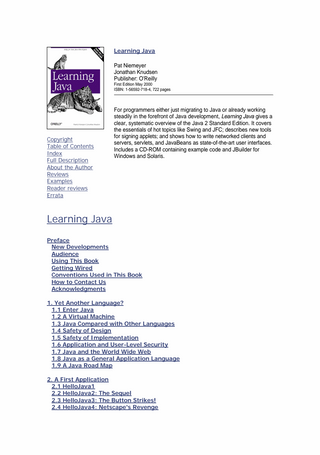 Learning Java
Pat Niemeyer
Jonathan Knudsen
Publisher: O'Reilly
First Edition May 2000
ISBN: 1-56592-718-4, 722 pages
Learning
Java
O'REILLY
For programmers either just migrating to Java or already working
steadily in the forefront of Java development, Learning Java gives a
clear, systematic overview of the Java 2 Standard Edition. It covers
the essentials of hot topics like Swing and JFC; describes new tools
for signing applets; and shows how to write networked clients and
servers, servlets, and JavaBeans as state-of-the-art user interfaces.
Includes a CD-ROM containing example code and JBuilder for
Windows and Solaris.
Copyright
Table of Contents
Index
Full Description
About the Author
Reviews
Examples
Reader reviews
Errata
Learning Java
Preface
New Developments
Audience
Using This Book
Getting Wired
Conventions Used in This Book
How to Contact Us
Acknowledgments
1. Yet Another Language?
1.1 Enter Java
1.2 A Virtual Machine
1.3 Java Compared with Other Languages
1.4 Safety of Design
1.5 Safety of Implementation
1.6 Application and User-Level Security
1.7 Java and the World Wide Web
1.8 Java as a General Application Language
1.9 A Java Road Map
2. A First Application
2.1 HelloJava1
2.2 HelloJava2: The Sequel
2.3 HelloJava3: The Button Strikes!
2.4 HelloJava4: Netscape's Revenge